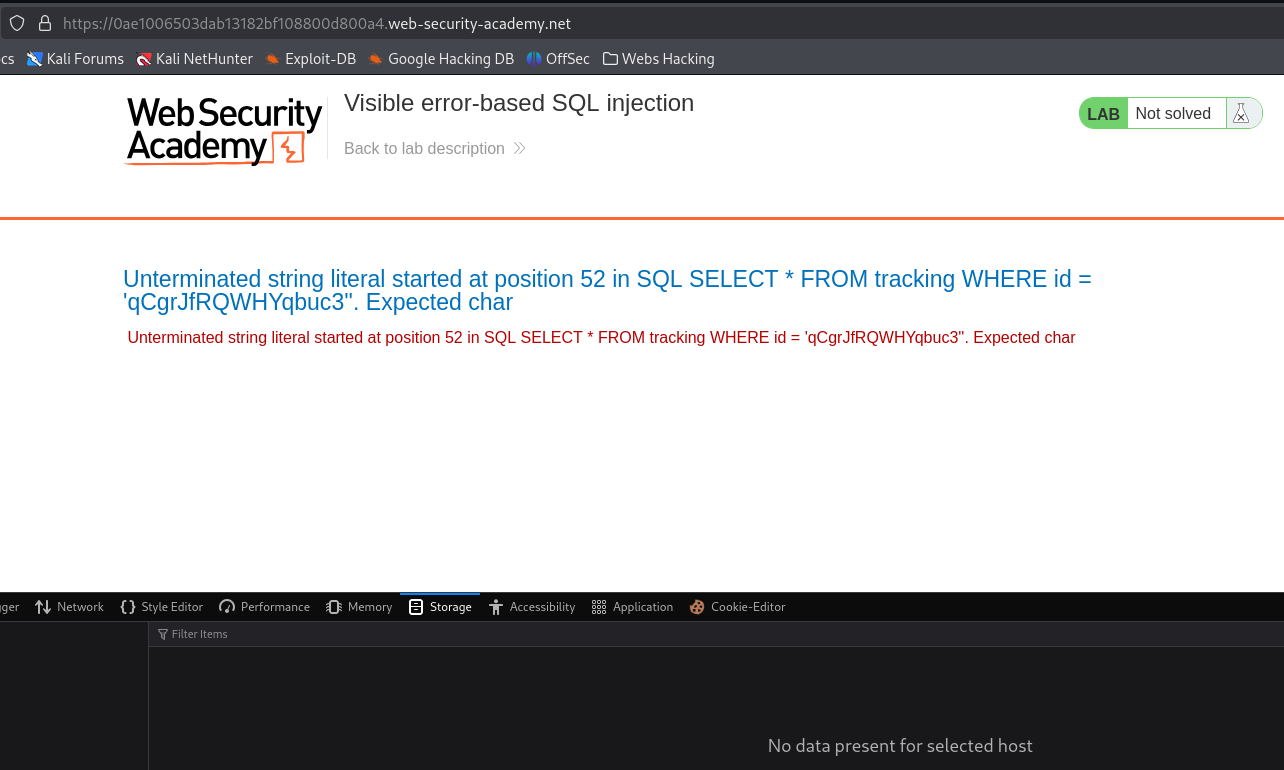 https://0ae1006503dab13182bf108800d800a4.web-security-academy.net
cs Kali Forums Kali NetHunter Exploit-DB Google Hacking DB OffSec Webs Hacking
Web Security
Academy
Visible error-based SQL injection
Back to lab description
LAB Not solved
Unterminated string literal started at position 52 in SQL SELECT * FROM tracking WHERE id =
'qCgrJfRQWHYqbuc3''. Expected char
Unterminated string literal started at position 52 in SQL SELECT * FROM tracking WHERE id = 'qCgrJfRQWHYqbuc3''. Expected char
ger Network Style Editor Performance Memory Storage Accessibility Application Cookie-Editor
Filter Items
No data present for selected host